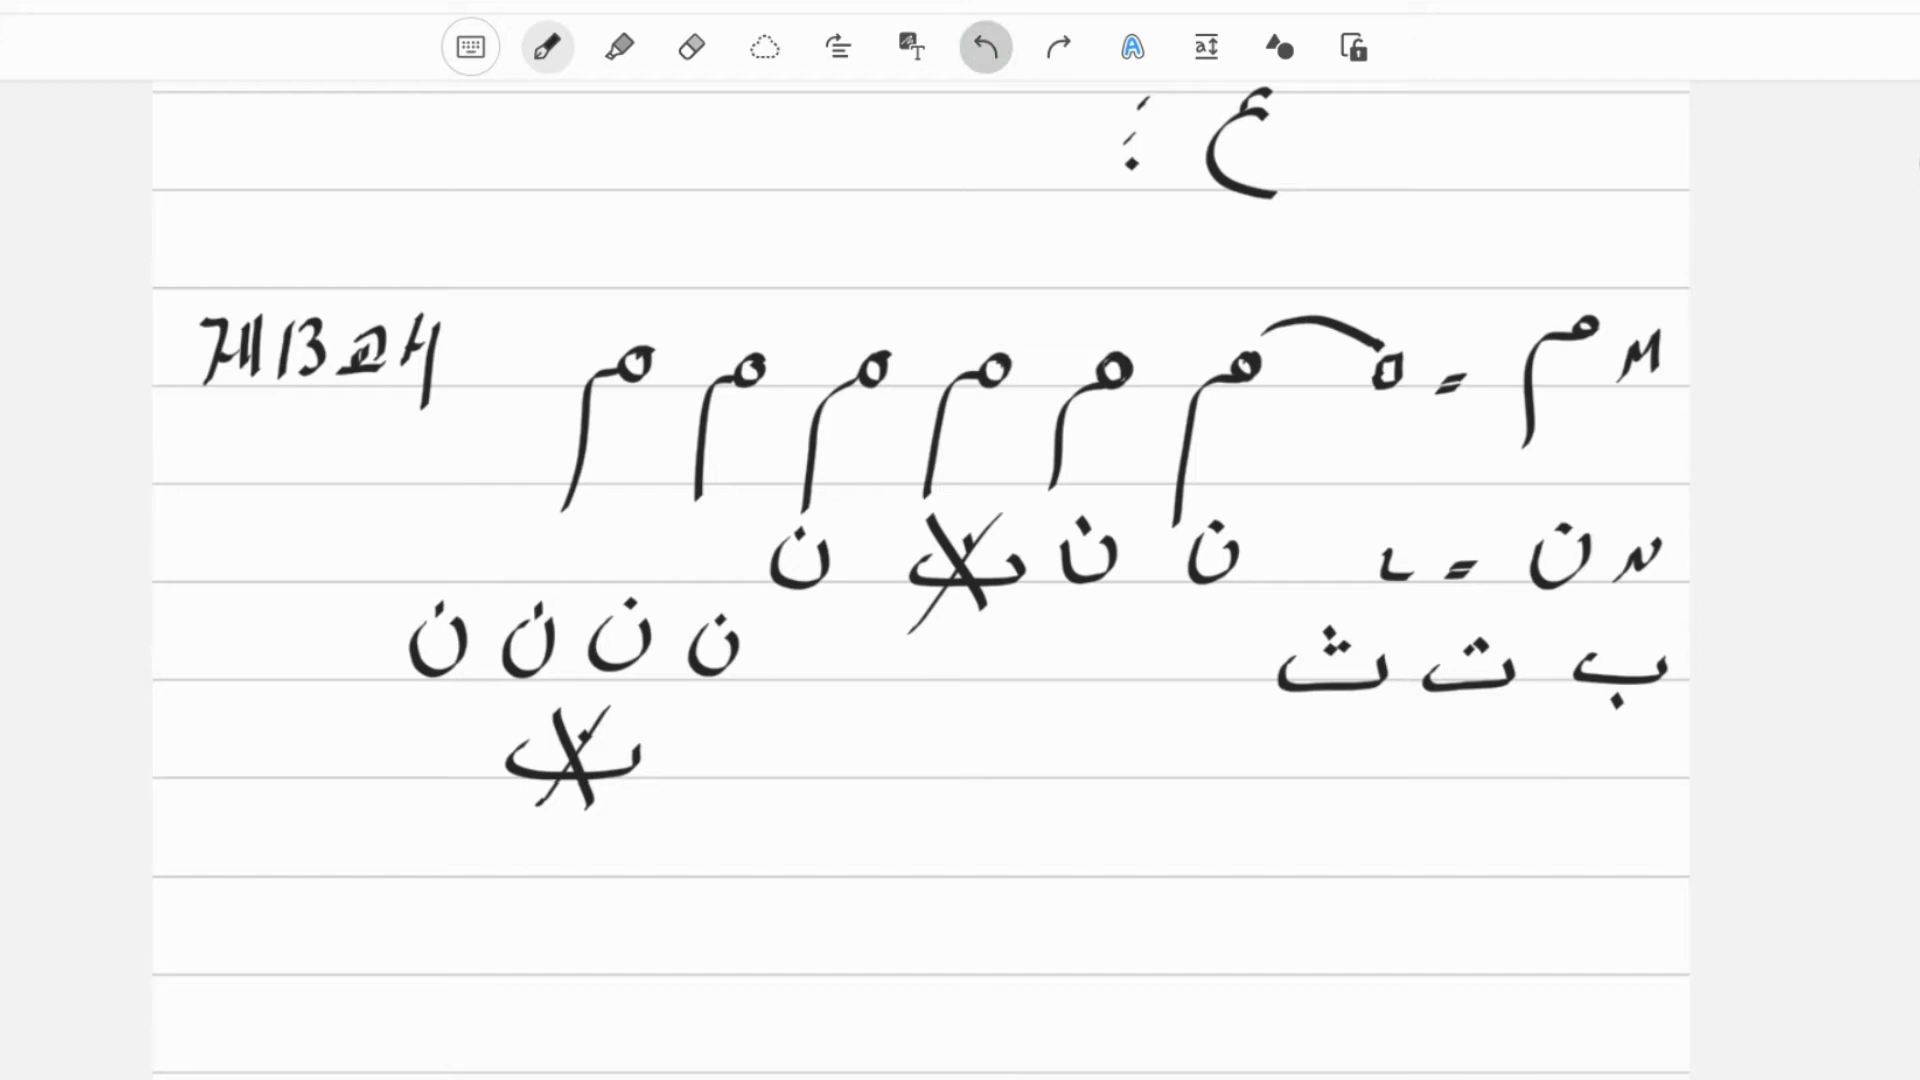 ع :
제13교시 م م م م م م ㅁ = م M
ن ن ن ن ㄴ = ن N
ن ن ن ن ث ت ب
ن